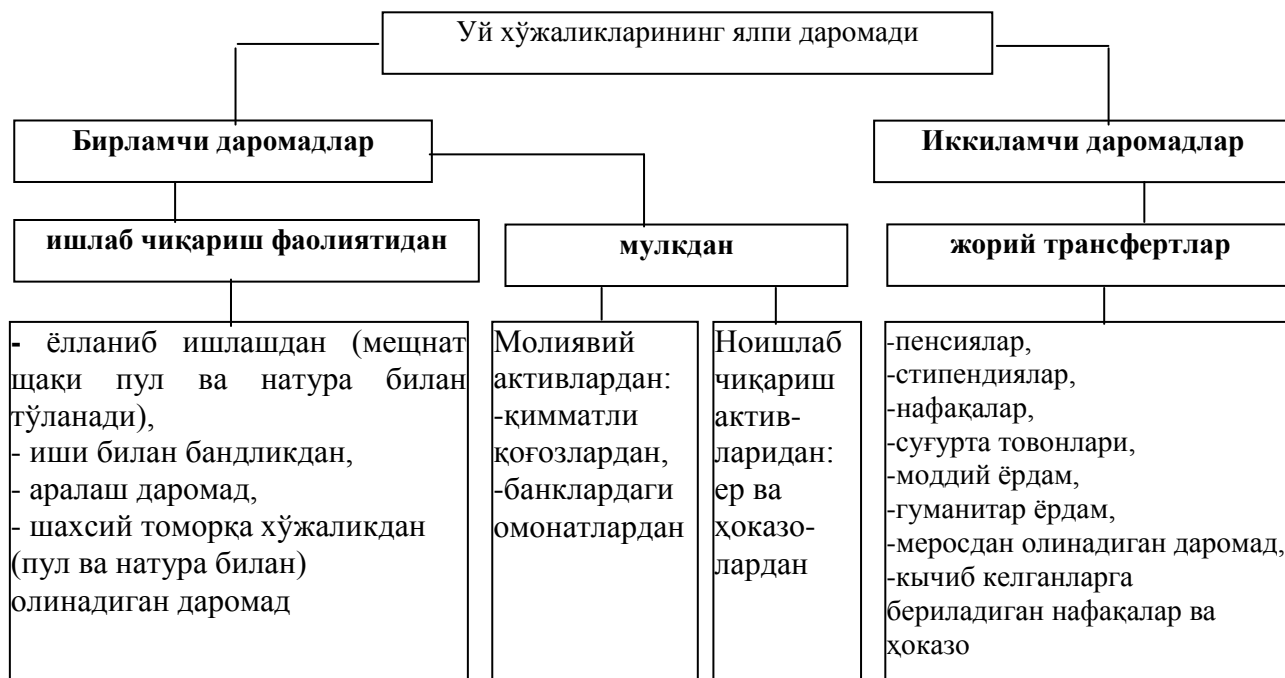 Уй хўжаликларининг ялпи даромади
Бирламчи даромадлар
Иккиламчи даромадлар
ишлаб чиқариш фаолиятидан
мулкдан
жорий трансфертлар
- ёлланиб ишлашдан (мещнат
щақи пул ва натура билан
тўланади),
- иши билан бандликдан,
- аралаш даромад,
- шахсий томорқа хўжаликдан
(пул ва натура билан)
олинадиган даромад
Молиявий
активлардан:
-қимматли
қоғозлардан,
-банклардаги
омонатлардан
Ноишлаб
чиқариш
актив-
ларидан:
ер ва
ҳоказо-
лардан
-пенсиялар,
-стипендиялар,
-нафақалар,
-суғурта товонлари,
-моддий ёрдам,
-гуманитар ёрдам,
-меросдан олинадиган даромад,
-кычиб келганларга
бериладиган нафақалар ва
ҳоказо